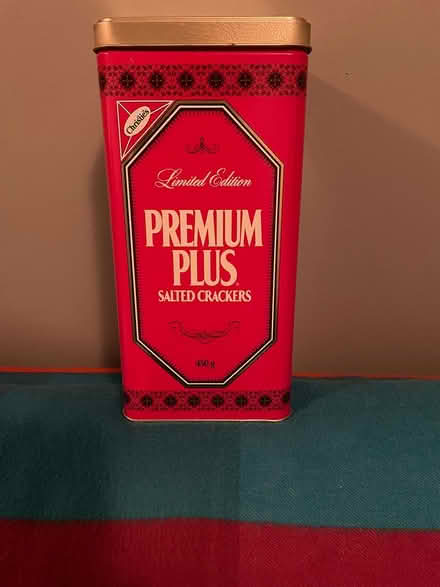 Christie's
Limited Edition
PREMIUM
PLUS
SALTED CRACKERS
450 g